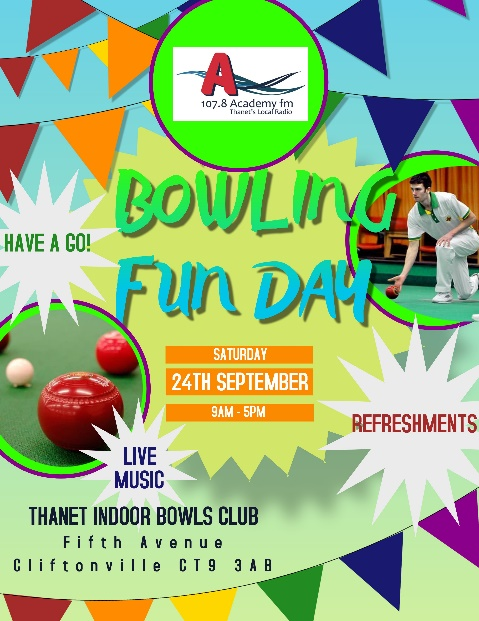 A
107.8 Academy fm
Thanet's Local Radio
BOWLING
FUN DAY
HAVE A GO!
SATURDAY
24TH SEPTEMBER
9AM - 5PM
REFRESHMENTS
LIVE
MUSIC
THANET INDOOR BOWLS CLUB
Fifth Avenue
Cliftonville CT9 3AB